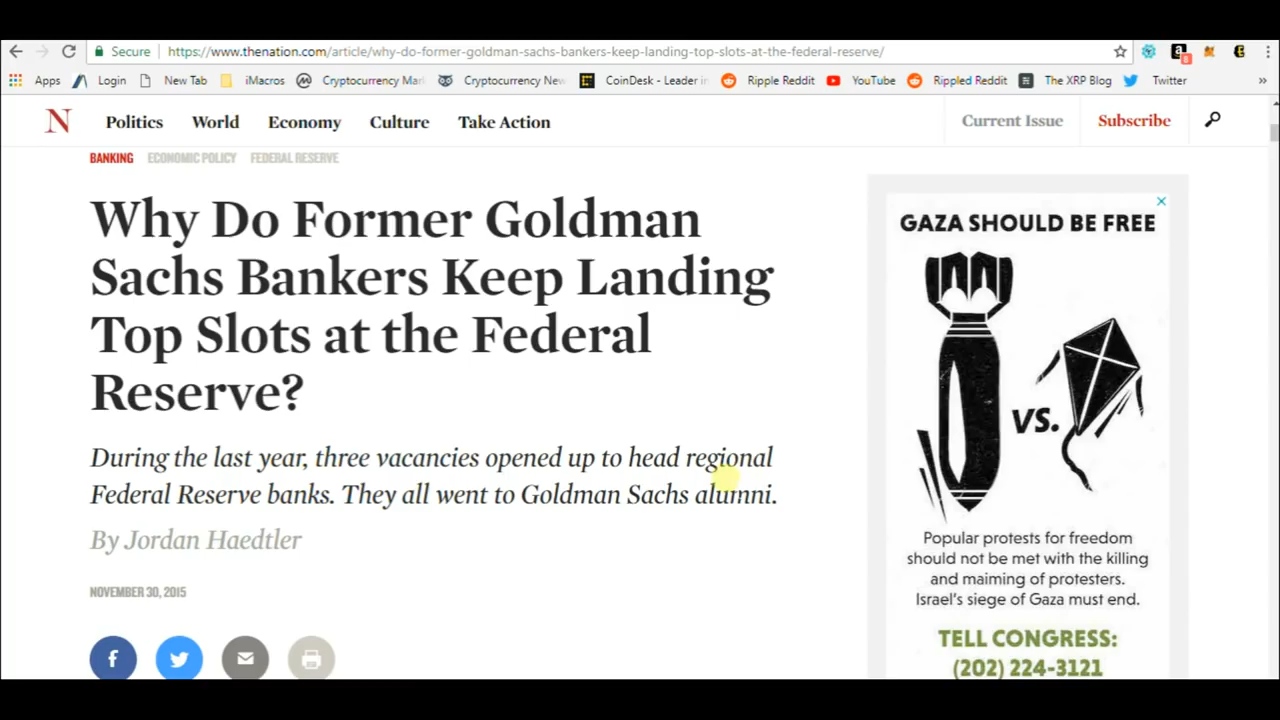 Secure
https://www.thenation.com/article/why-do-former-goldman-sachs-bankers-keep-landing-top-slots-at-the-federal-reserve/
8
Apps Login New Tab iMacros Cryptocurrency Mar Cryptocurrency New CoinDesk - Leader in Ripple Reddit YouTube Rippled Reddit The XRP Blog Twitter »
N Politics World Economy Culture Take Action Current Issue Subscribe
BANKING ECONOMIC POLICY FEDERAL RESERVE
Why Do Former Goldman
Sachs Bankers Keep Landing
Top Slots at the Federal
Reserve?
During the last year, three vacancies opened up to head regional
Federal Reserve banks. They all went to Goldman Sachs alumni.
By Jordan Haedtler
NOVEMBER 30, 2015
GAZA SHOULD BE FREE
VS.
Popular protests for freedom
should not be met with the killing
and maiming of protesters.
Israel's siege of Gaza must end.
TELL CONGRESS:
(202) 224-3121